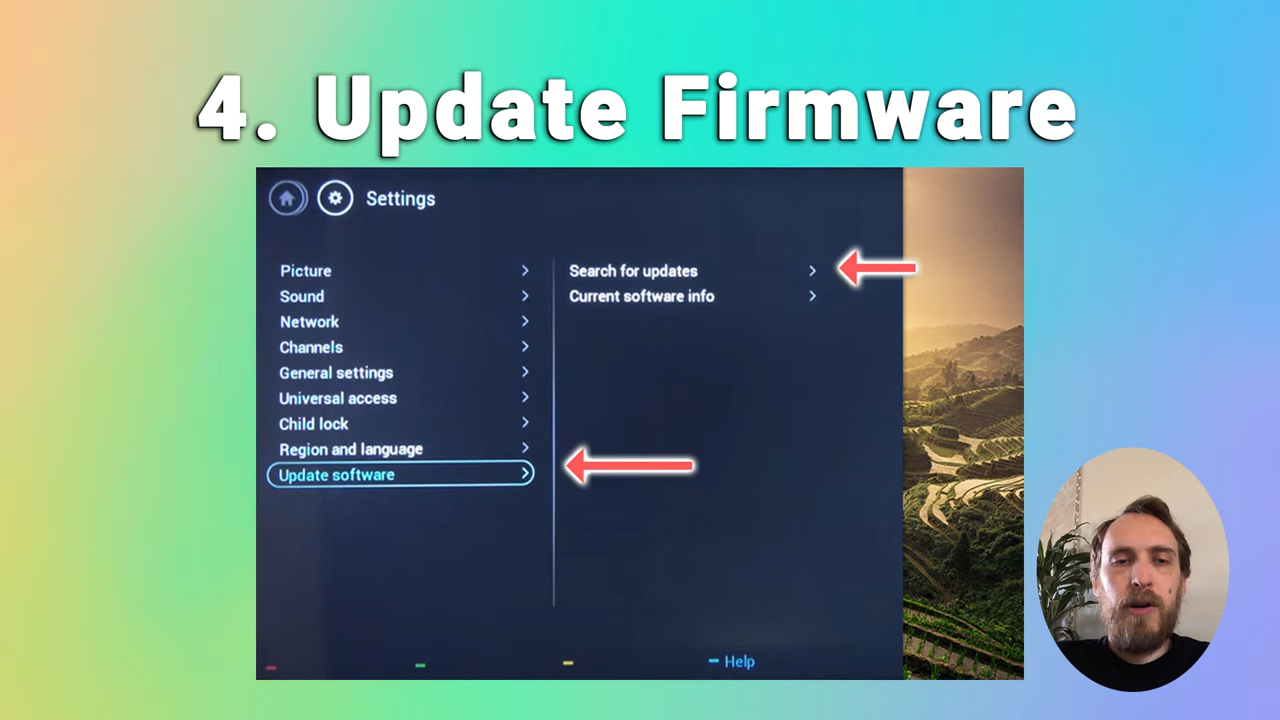 4. Update Firmware
Settings
Picture
Sound
Network
Channels
General settings
Universal access
Child lock
Region and language
Update software
Search for updates
Current software info
Help